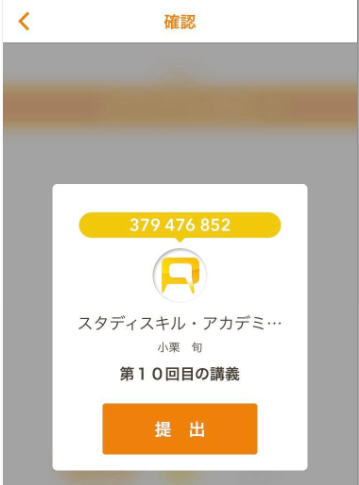 確認
379 476 852
スタディスキル・アカデミ…
小栗 旬
第１０回目の講義
提 出